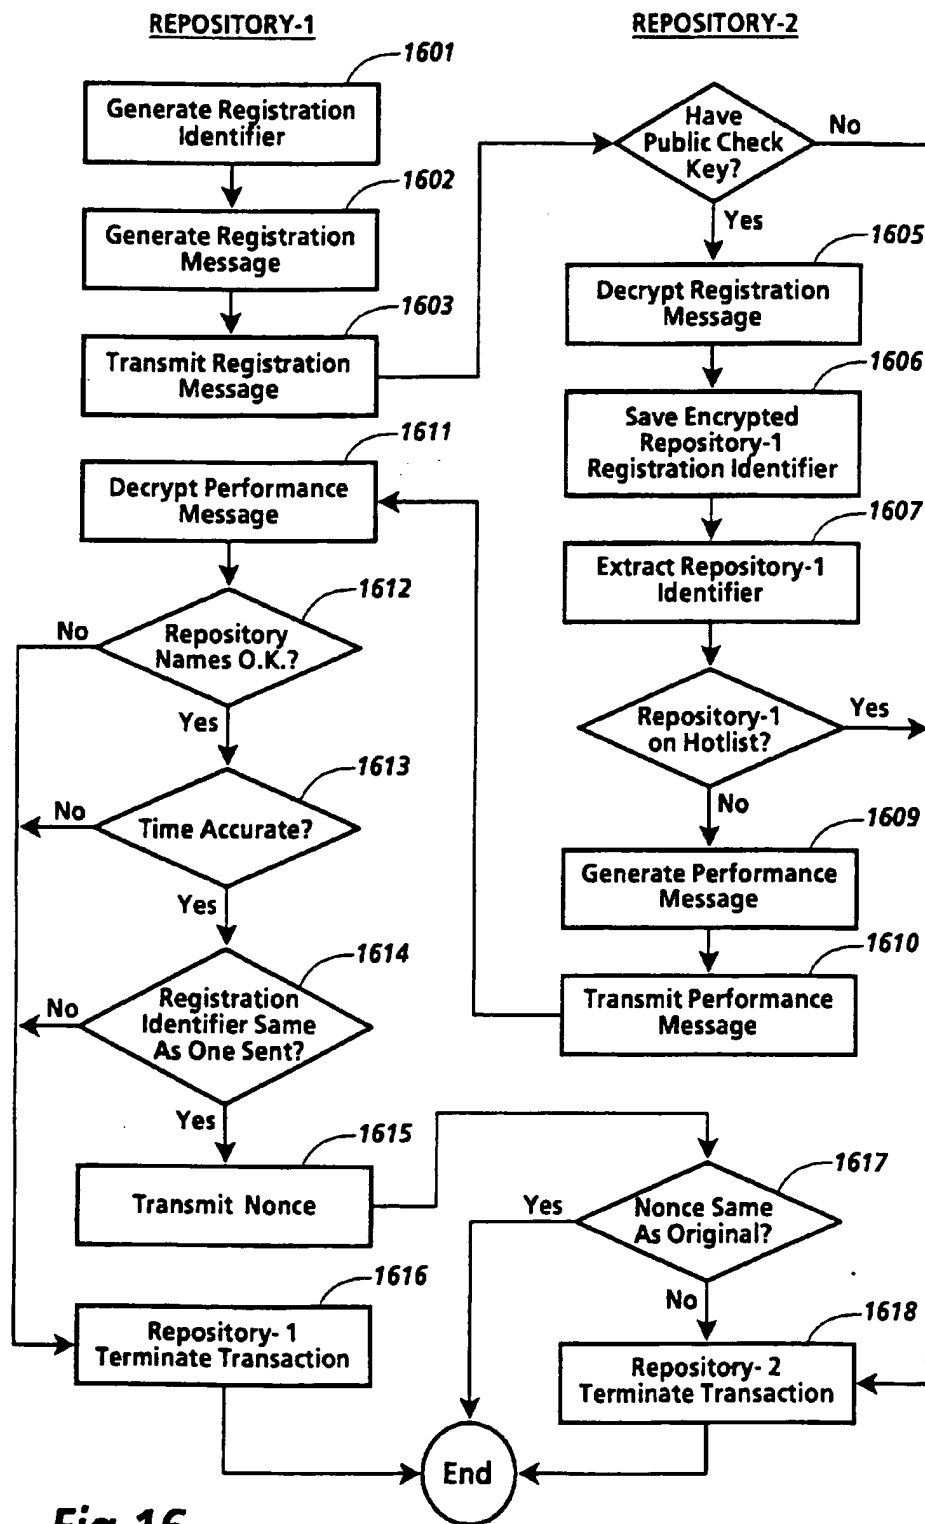 REPOSITORY-1
1601
Generate Registration
Identifier
1602
Generate Registration
Message
1603
Transmit Registration
Message
1611
Decrypt Performance
Message
1612
No
Repository
Names O.K.?
Yes
1613
No
Time Accurate?
Yes
1614
No
Registration
Identifier Same
As One Sent?
Yes
1615
Transmit Nonce
1616
Repository- 1
Terminate Transaction
REPOSITORY-2
Have
Public Check
Key?
No
Yes
1605
Decrypt Registration
Message
1606
Save Encrypted
Repository-1
Registration Identifier
1607
Extract Repository-1
Identifier
Repository-1
on Hotlist?
Yes
No
1609
Generate Performance
Message
1610
Transmit Performance
Message
1617
Yes
Nonce Same
As Original?
No
1618
Repository- 2
Terminate Transaction
End
Fig. 16